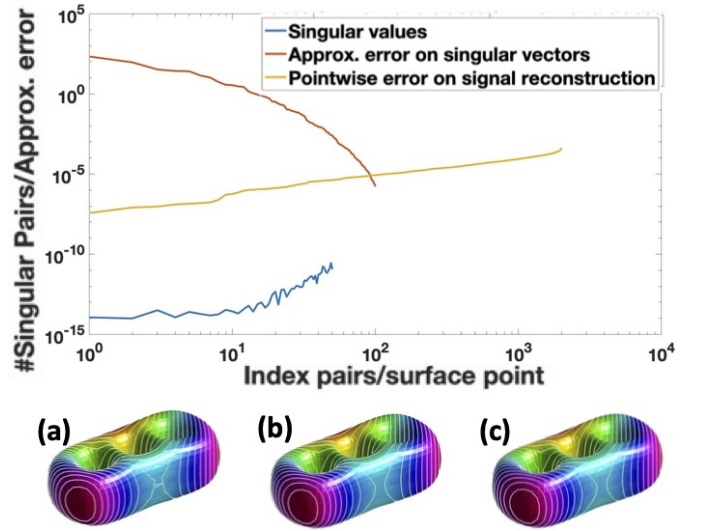 10^5
Singular values
Approx. error on singular vectors
Pointwise error on signal reconstruction
10^0
10^-5
10^-10
10^-15
#Singular Pairs/Approx. error
10^0 10^1 10^2 10^3 10^4
Index pairs/surface point
(a) (b) (c)